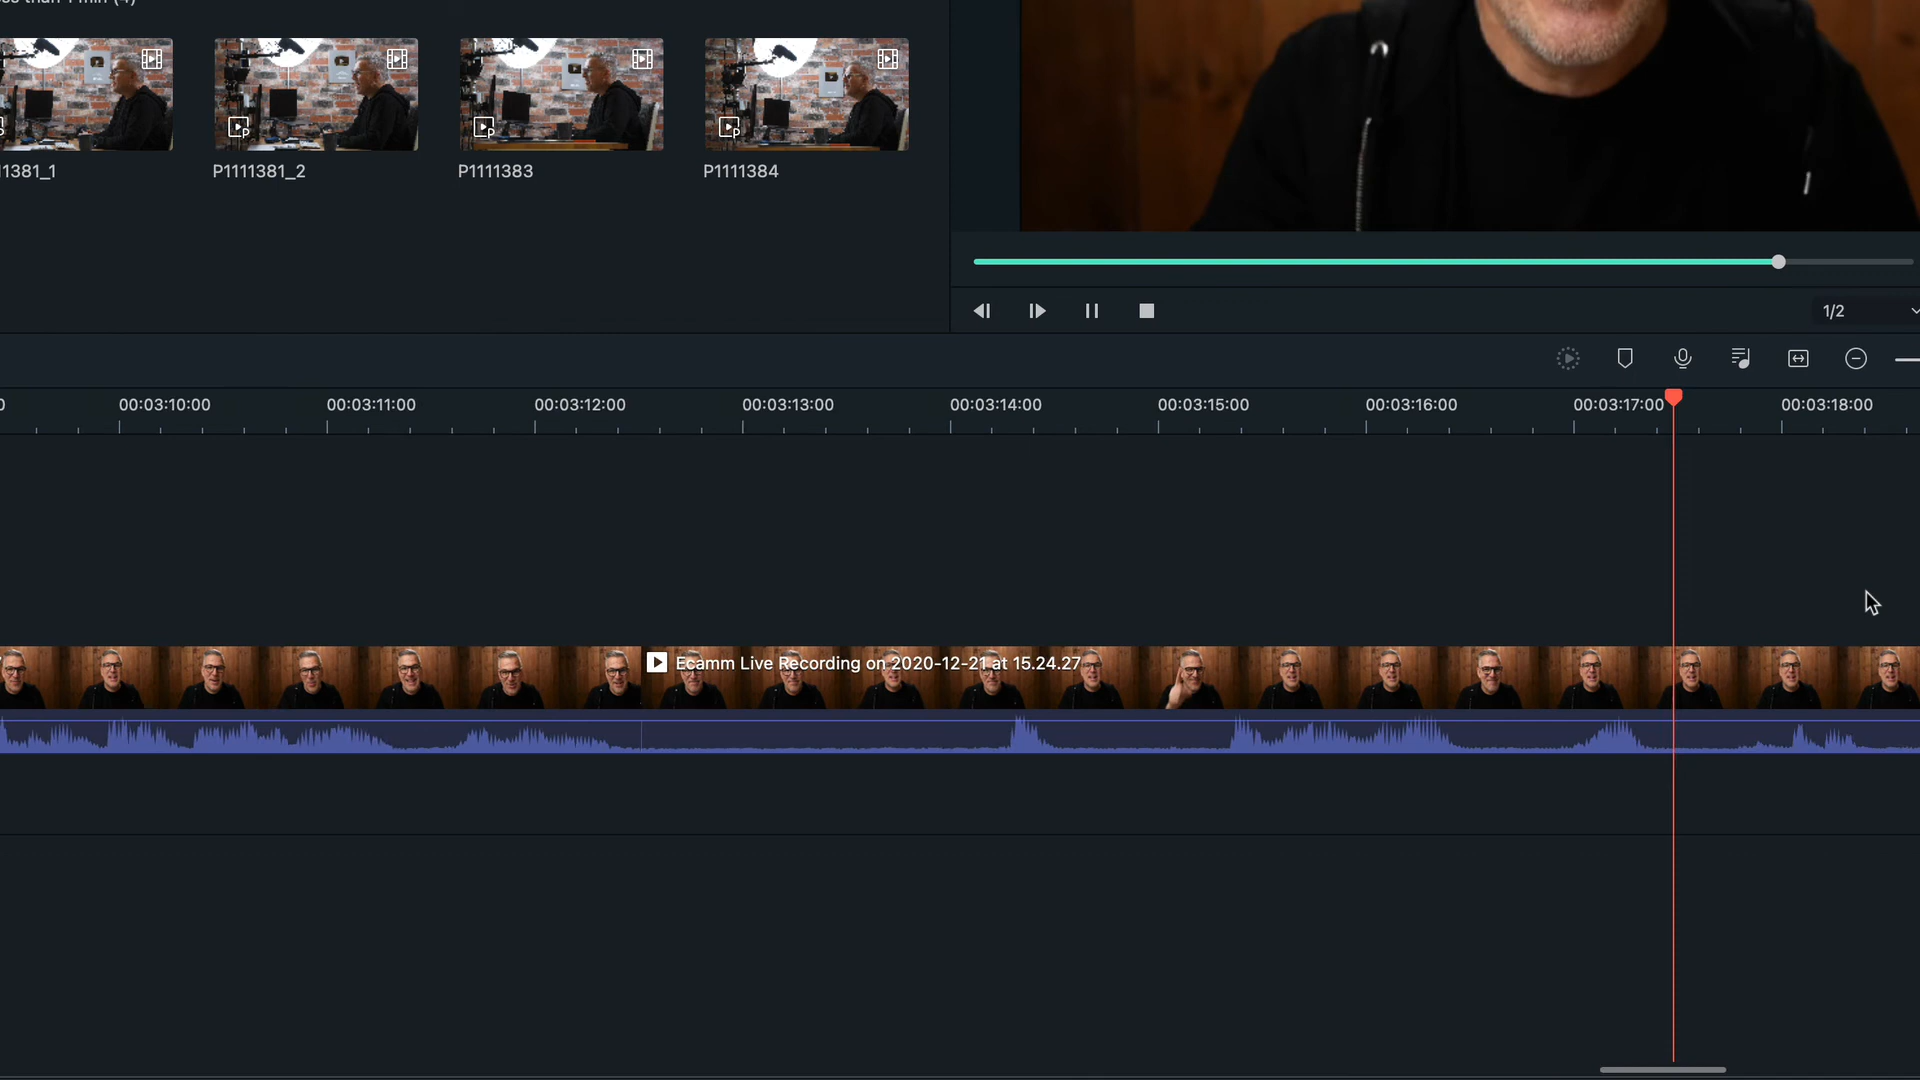 11381_1
P1111381_2
P1111383
P1111384
1/2
00:03:10:00
00:03:11:00
00:03:12:00
00:03:13:00
00:03:14:00
00:03:15:00
00:03:16:00
00:03:17:00
00:03:18:00
Ecamm Live Recording on 2020-12-21 at 15.24.27